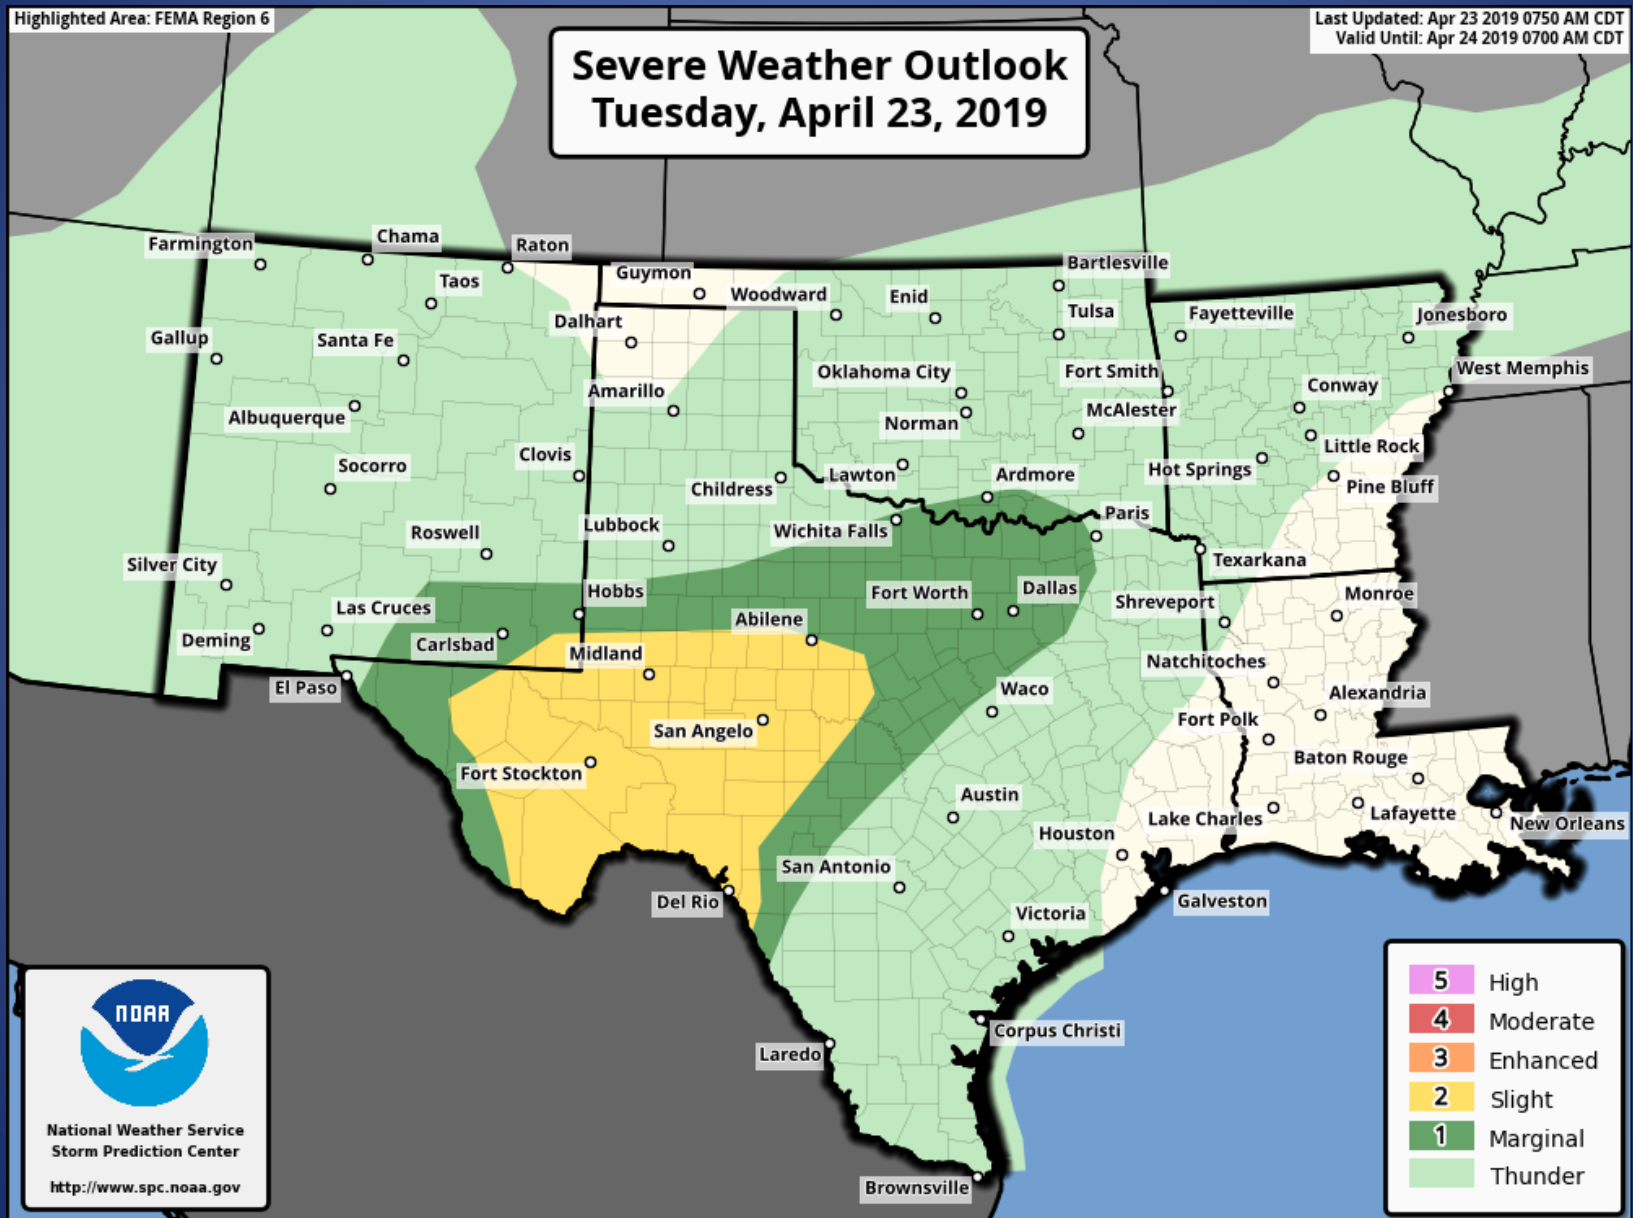 Highlighted Area: FEMA Region 6
Last Updated: Apr 23 2019 0750 AM CDT
Valid Until: Apr 24 2019 0700 AM CDT
Severe Weather Outlook
Tuesday, April 23, 2019
Farmington
Chama
Raton
Taos
Guymon
Woodward
Enid
Bartlesville
Tulsa
Fayetteville
Jonesboro
Gallup
Santa Fe
Dalhart
West Memphis
Albuquerque
Amarillo
Oklahoma City
Fort Smith
Conway
Norman
McAlester
Little Rock
Socorro
Clovis
Childress
Lawton
Ardmore
Hot Springs
Pine Bluff
Roswell
Lubbock
Wichita Falls
Paris
Silver City
Texarkana
Las Cruces
Hobbs
Fort Worth
Dallas
Shreveport
Monroe
Deming
Carlsbad
Abilene
Midland
El Paso
Natchitoches
Waco
Alexandria
San Angelo
Fort Polk
Fort Stockton
Baton Rouge
Austin
Houston
Lake Charles
Lafayette
New Orleans
San Antonio
Del Rio
Victoria
Galveston
Corpus Christi
Laredo
Brownsville
NOAA
National Weather Service
Storm Prediction Center
http://www.spc.noaa.gov
5 High
4 Moderate
3 Enhanced
2 Slight
1 Marginal
Thunder